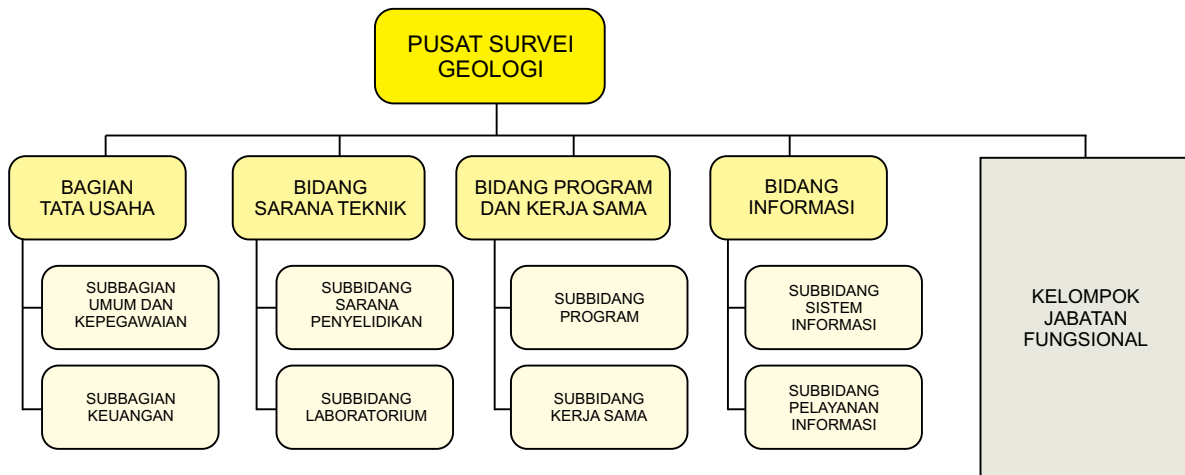 PUSAT SURVEI
GEOLOGI
BAGIAN
TATA USAHA
BIDANG
SARANA TEKNIK
BIDANG PROGRAM
DAN KERJA SAMA
BIDANG
INFORMASI
SUBBAGIAN
UMUM DAN
KEPEGAWAIAN
SUBBIDANG
SARANA
PENYELIDIKAN
SUBBIDANG
PROGRAM
SUBBIDANG
SISTEM
INFORMASI
KELOMPOK
JABATAN
FUNGSIONAL
SUBBAGIAN
KEUANGAN
SUBBIDANG
LABORATORIUM
SUBBIDANG
KERJA SAMA
SUBBIDANG
PELAYANAN
INFORMASI